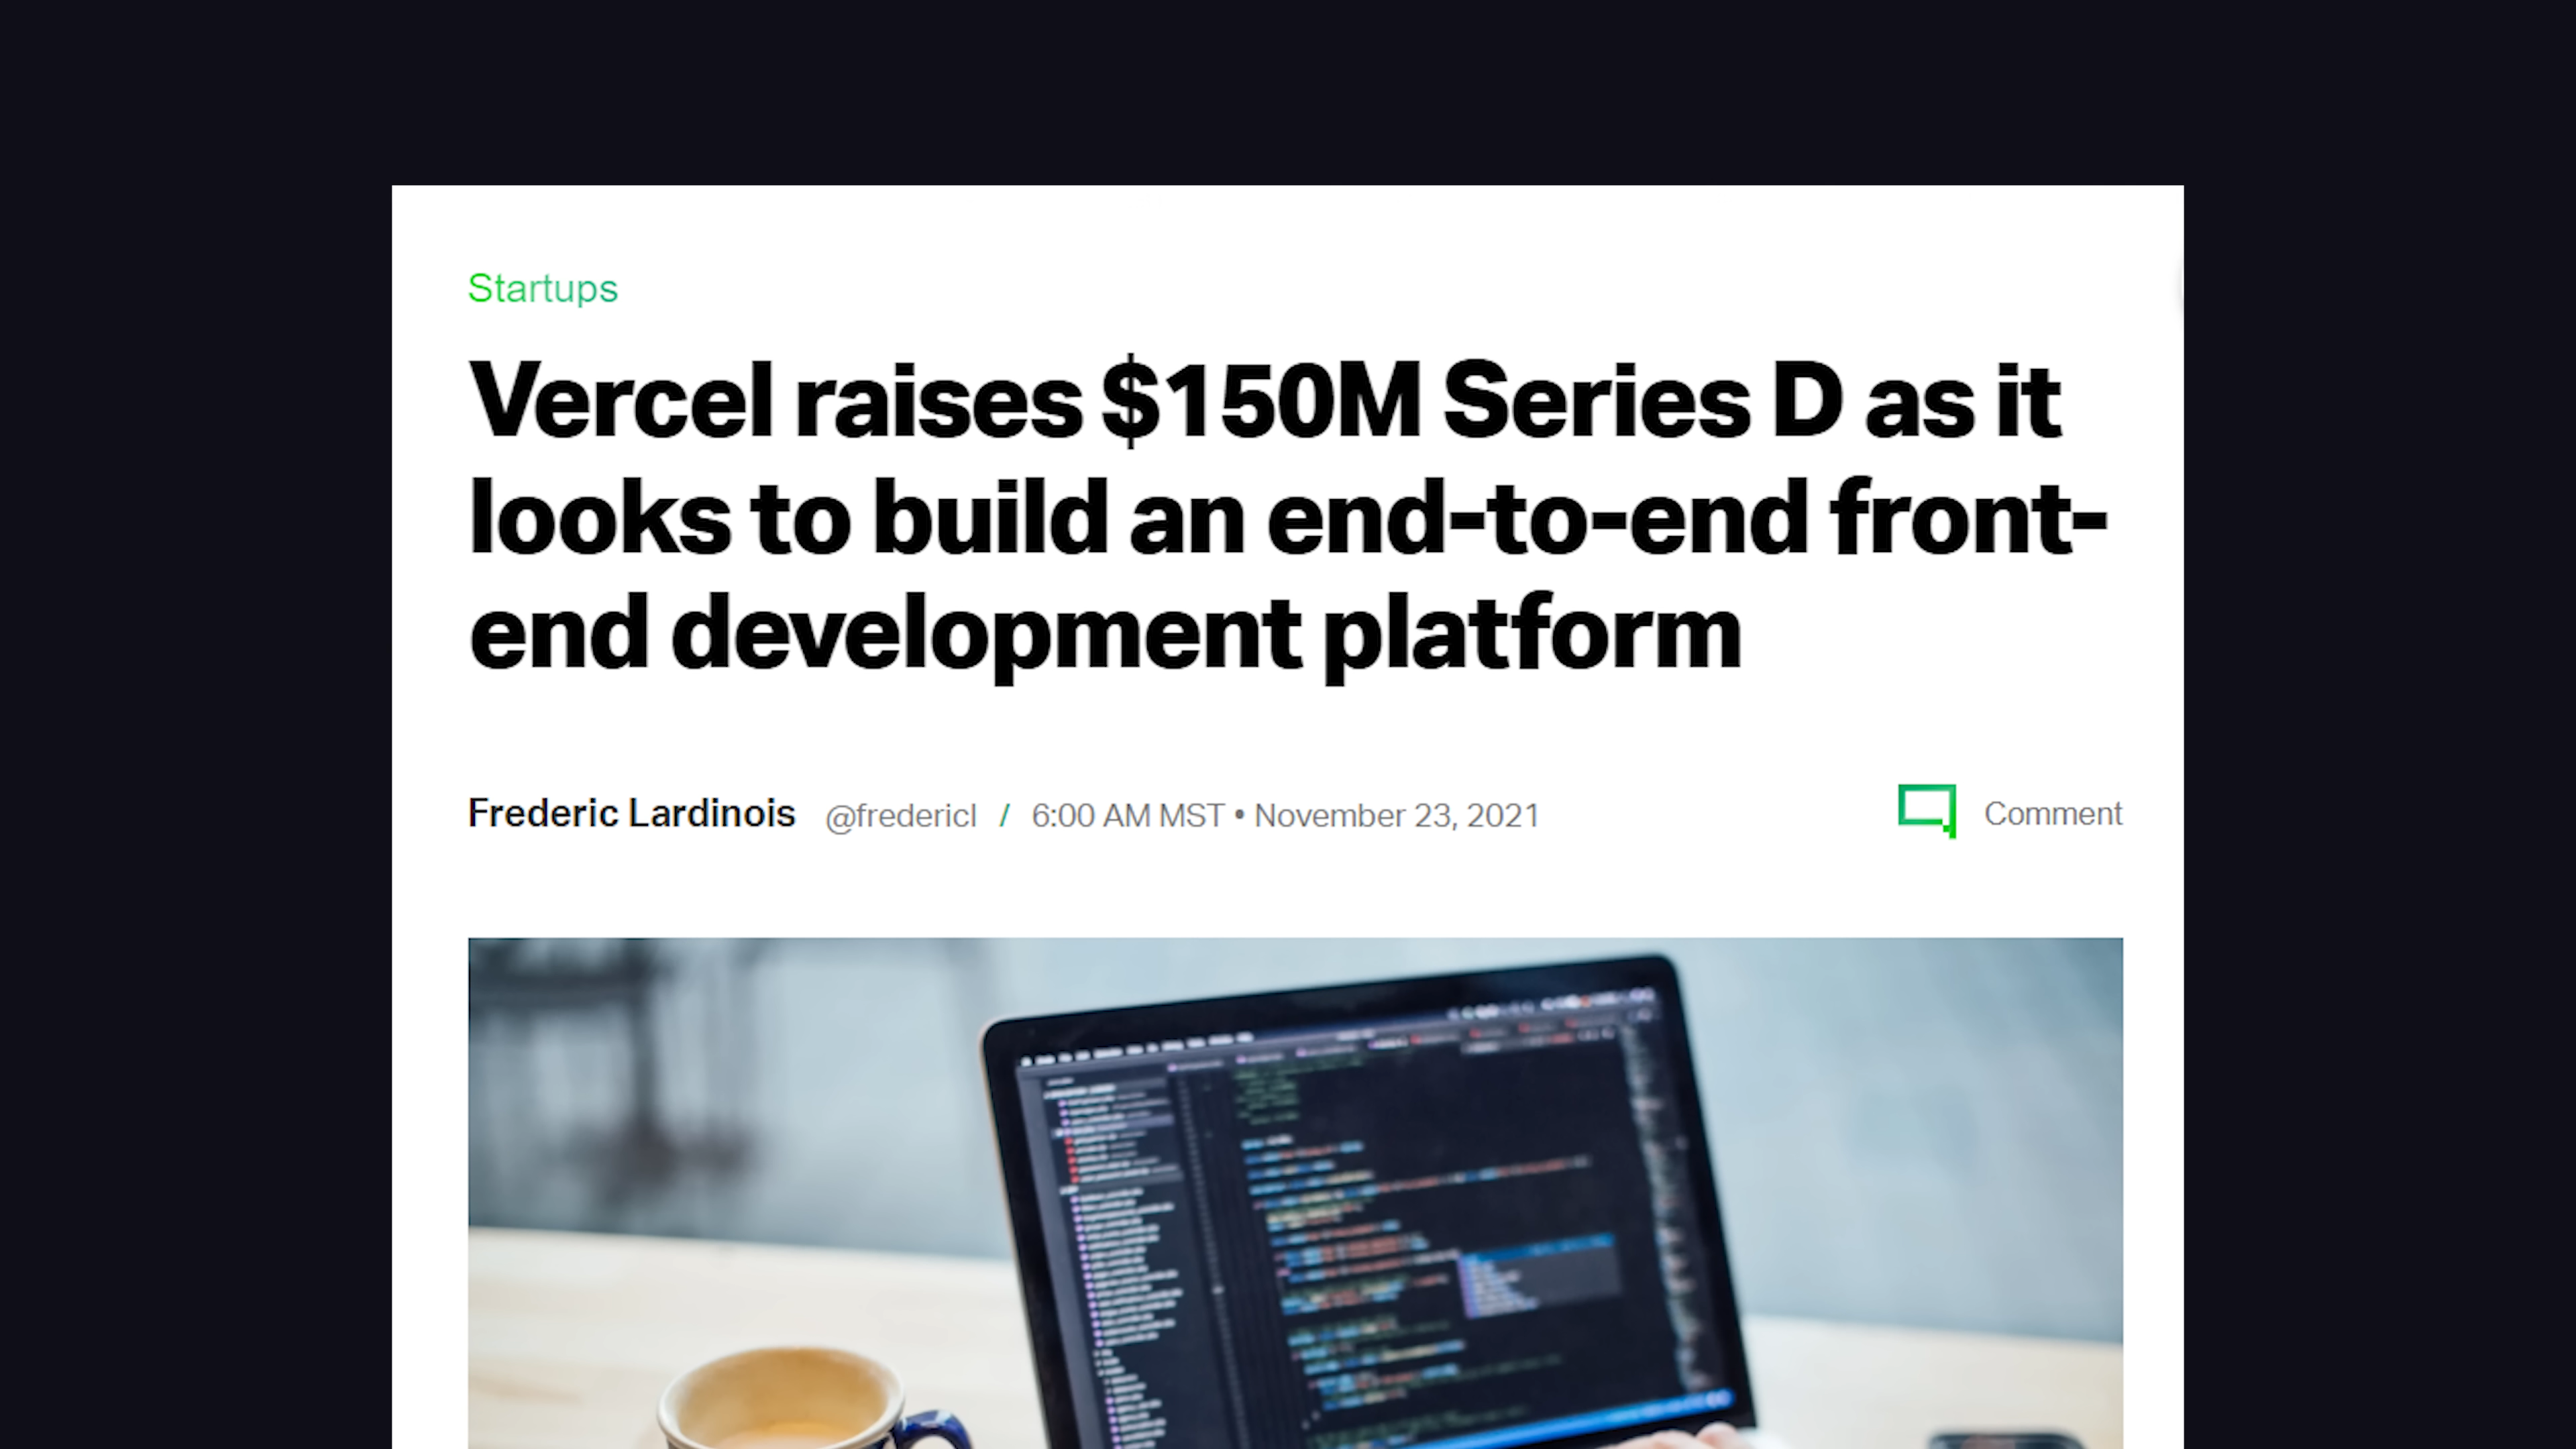 Startups
Vercel raises $150M Series D as it
looks to build an end-to-end front-
end development platform
Frederic Lardinois @fredericl / 6:00 AM MST • November 23, 2021
Comment